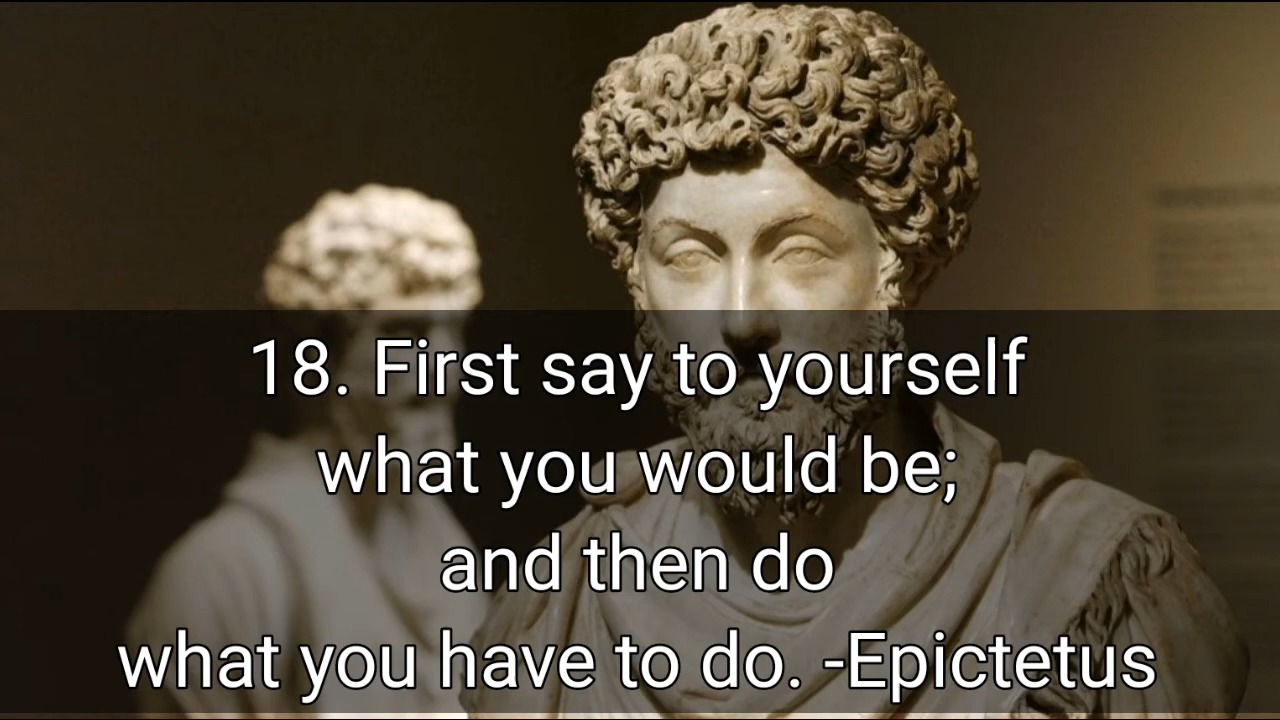 18. First say to yourself
what you would be;
and then do
what you have to do. -Epictetus